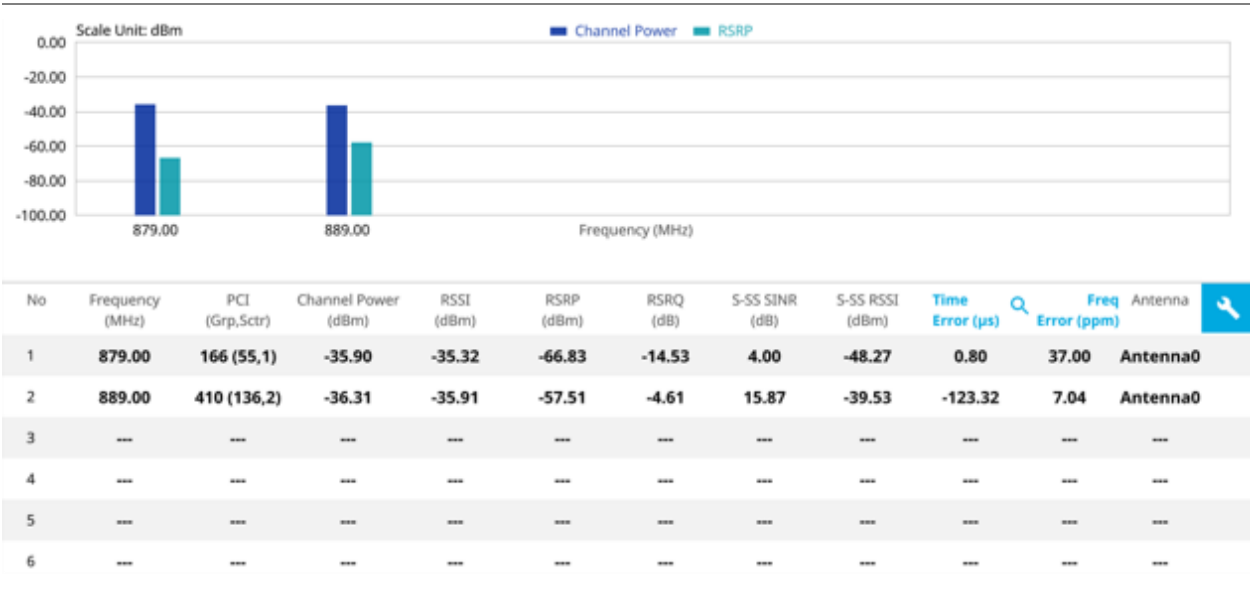 Scale Unit: dBm
Channel Power RSRP
0.00
-20.00
-40.00
-60.00
-80.00
-100.00
879.00 889.00 Frequency (MHz)
No Frequency (MHz) PCI (Grp,Sctr) Channel Power (dBm) RSSI (dBm) RSRP (dBm) RSRQ (dB) S-SS SINR (dB) S-SS RSSI (dBm) Time Error (μs) Freq Error (ppm) Antenna
1 879.00 166 (55,1) -35.90 -35.32 -66.83 -14.53 4.00 -48.27 0.80 37.00 Antenna0
2 889.00 410 (136,2) -36.31 -35.91 -57.51 -4.61 15.87 -39.53 -123.32 7.04 Antenna0
3 --- --- --- --- --- --- --- --- --- --- ---
4 --- --- --- --- --- --- --- --- --- --- ---
5 --- --- --- --- --- --- --- --- --- --- ---
6 --- --- --- --- --- --- --- --- --- --- ---